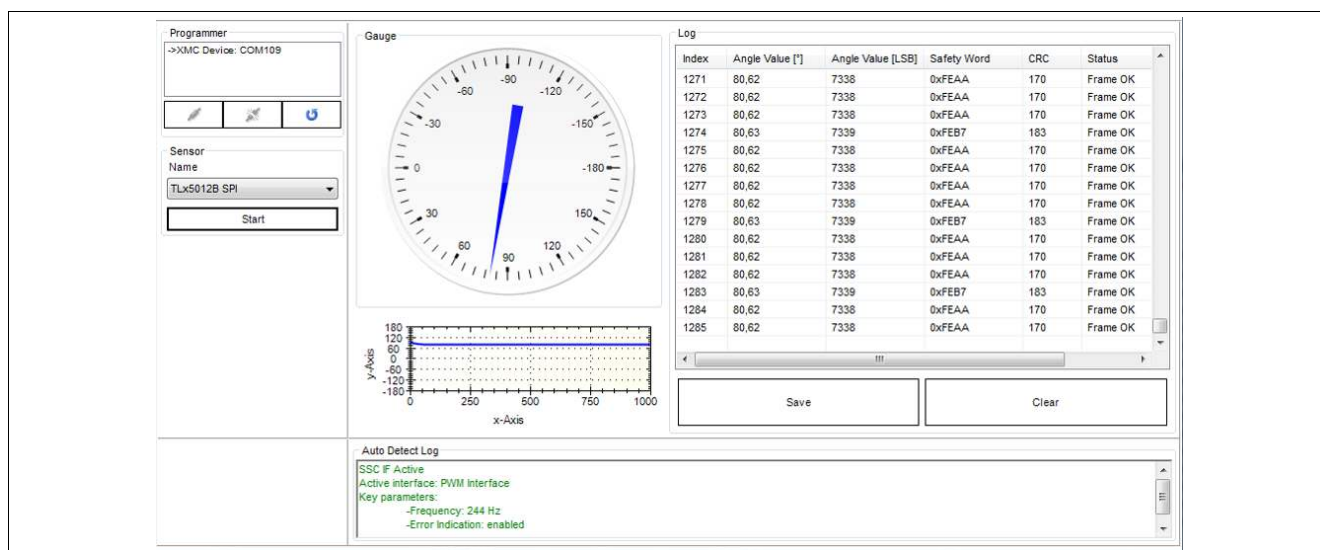 Programmer
->XMC Device: COM109
Sensor
Name
TLx5012B SPI
Start
Gauge
-90
-60
-120
-30
-150
0
-180
30
150
60
120
90
180
120
60
0
-60
-120
-180
y-Axis
0 250 500 750 1000
x-Axis
Log
Index Angle Value [°] Angle Value [LSB] Safety Word CRC Status
1271 80,62 7338 0xFEAA 170 Frame OK
1272 80,62 7338 0xFEAA 170 Frame OK
1273 80,62 7338 0xFEAA 170 Frame OK
1274 80,63 7339 0xFEB7 183 Frame OK
1275 80,62 7338 0xFEAA 170 Frame OK
1276 80,62 7338 0xFEAA 170 Frame OK
1277 80,62 7338 0xFEAA 170 Frame OK
1278 80,62 7338 0xFEAA 170 Frame OK
1279 80,63 7339 0xFEB7 183 Frame OK
1280 80,62 7338 0xFEAA 170 Frame OK
1281 80,62 7338 0xFEAA 170 Frame OK
1282 80,62 7338 0xFEAA 170 Frame OK
1283 80,63 7339 0xFEB7 183 Frame OK
1284 80,62 7338 0xFEAA 170 Frame OK
1285 80,62 7338 0xFEAA 170 Frame OK
Save
Clear
Auto Detect Log
SSC IF Active
Active interface: PWM Interface
Key parameters:
-Frequency: 244 Hz
-Error Indication: enabled